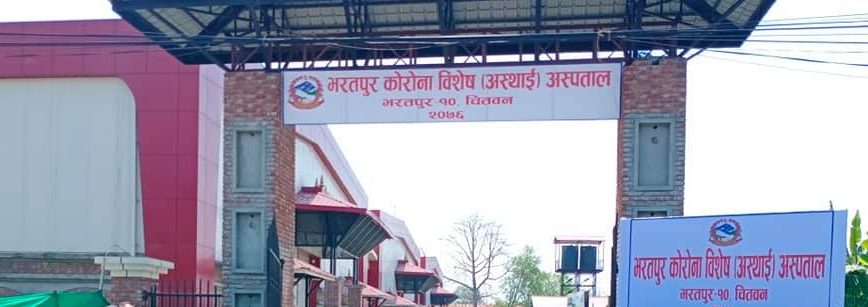 भरतपुर कोरोना विशेष (अस्थाई) अस्पताल
भरतपुर-१०, चितवन
२०७६
भरतपुर कोरोना विशेष (अस्थाई) अस्पताल
भरतपुर-१०, चितवन